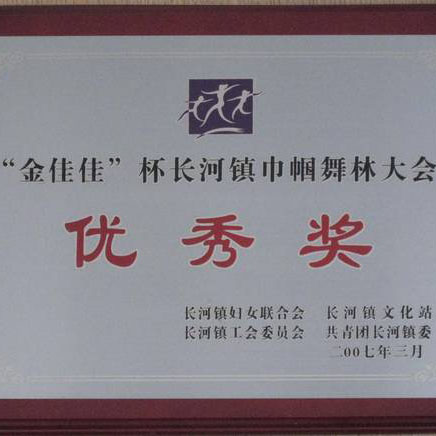 “金佳佳”杯长河镇巾帼舞林大会
优秀奖
长河镇妇女联合会 长河镇文化站
长河镇工会委员会 共青团长河镇委
二00七年三月